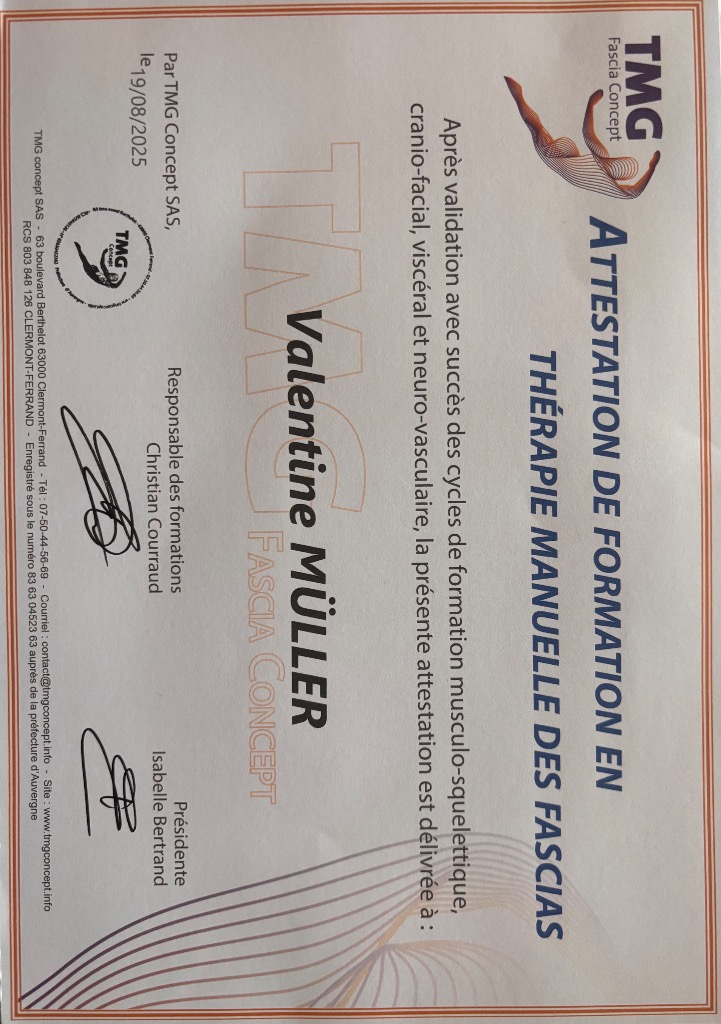 TMG
Fascia Concept
ATTESTATION DE FORMATION EN
THÉRAPIE MANUELLE DES FASCIAS
Après validation avec succès des cycles de formation musculo-squelettique,
cranio-facial, viscéral et neuro-vasculaire, la présente attestation est délivrée à :
TMG FASCIA CONCEPT
Valentine MÜLLER
Par TMG Concept SAS,
le 19/08/2025
TMG
Concept
Responsable des formations
Christian Courraud
Présidente
Isabelle Bertrand
TMG concept SAS - 63 boulevard Berthelot 63000 Clermont-Ferrand - Tél : 07-50-44-56-69 - Courriel : contact@tmgconcept.info - Site : www.tmgconcept.info
RCS 803 848 126 CLERMONT-FERRAND - Enregistré sous le numéro 83 63 04523 63 auprès de la préfecture d'Auvergne